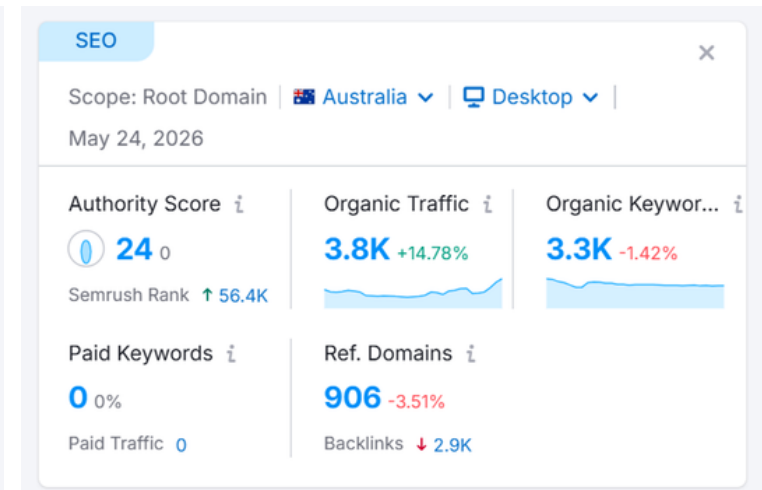 SEO
Scope: Root Domain Australia Desktop
May 24, 2026
Authority Score i Organic Traffic i Organic Keywor... i
24 0 3.8K +14.78% 3.3K -1.42%
Semrush Rank ↑ 56.4K
Paid Keywords i Ref. Domains i
0 0% 906 -3.51%
Paid Traffic 0 Backlinks ↓ 2.9K